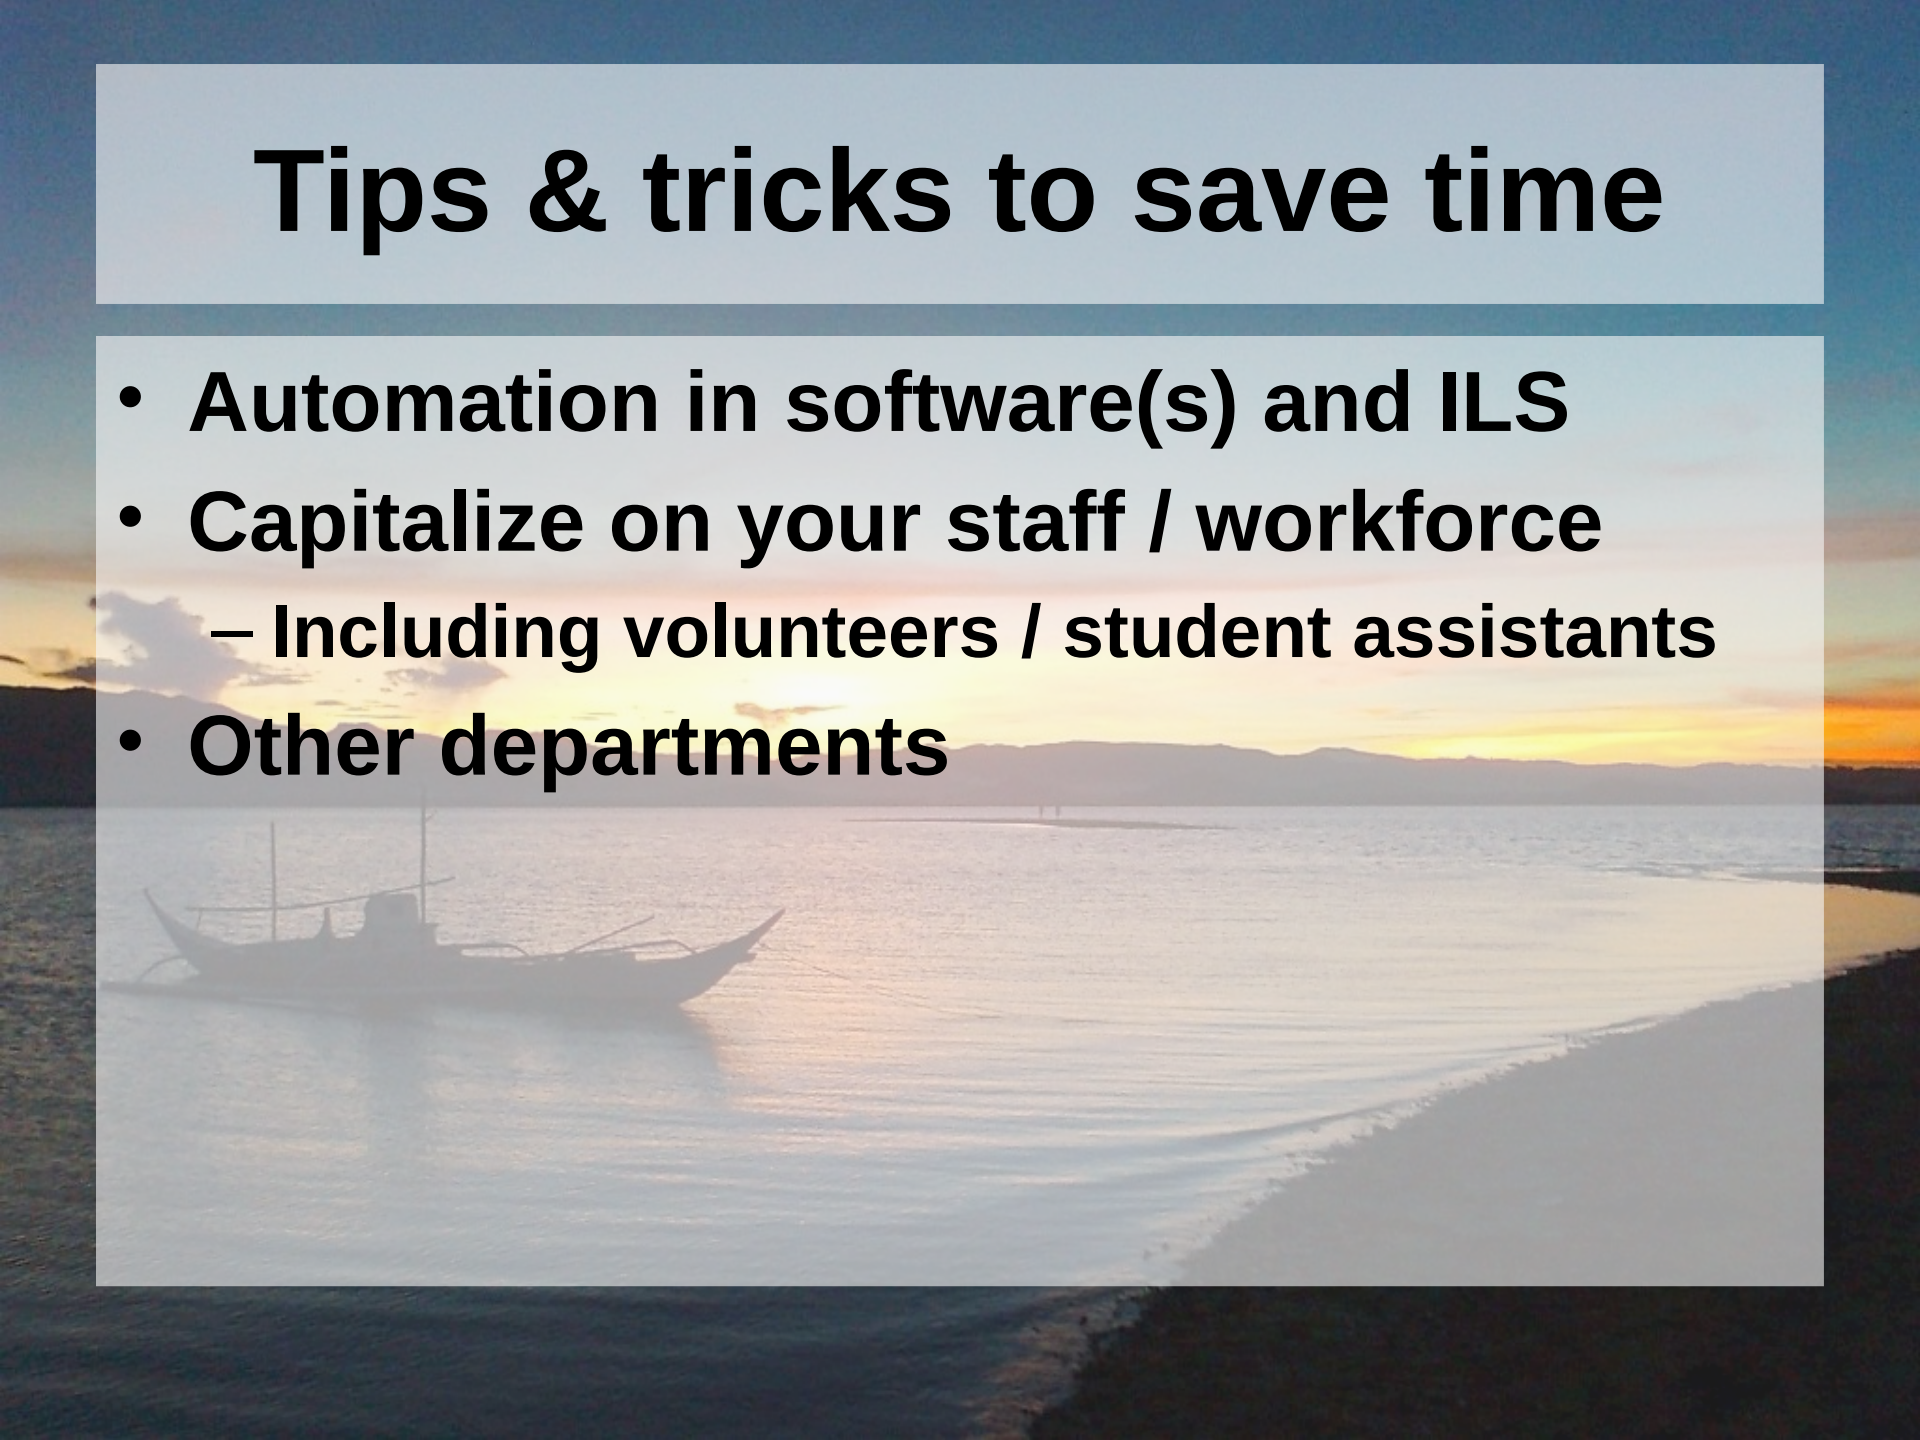 Tips & tricks to save time
• Automation in software(s) and ILS
• Capitalize on your staff / workforce
– Including volunteers / student assistants
• Other departments